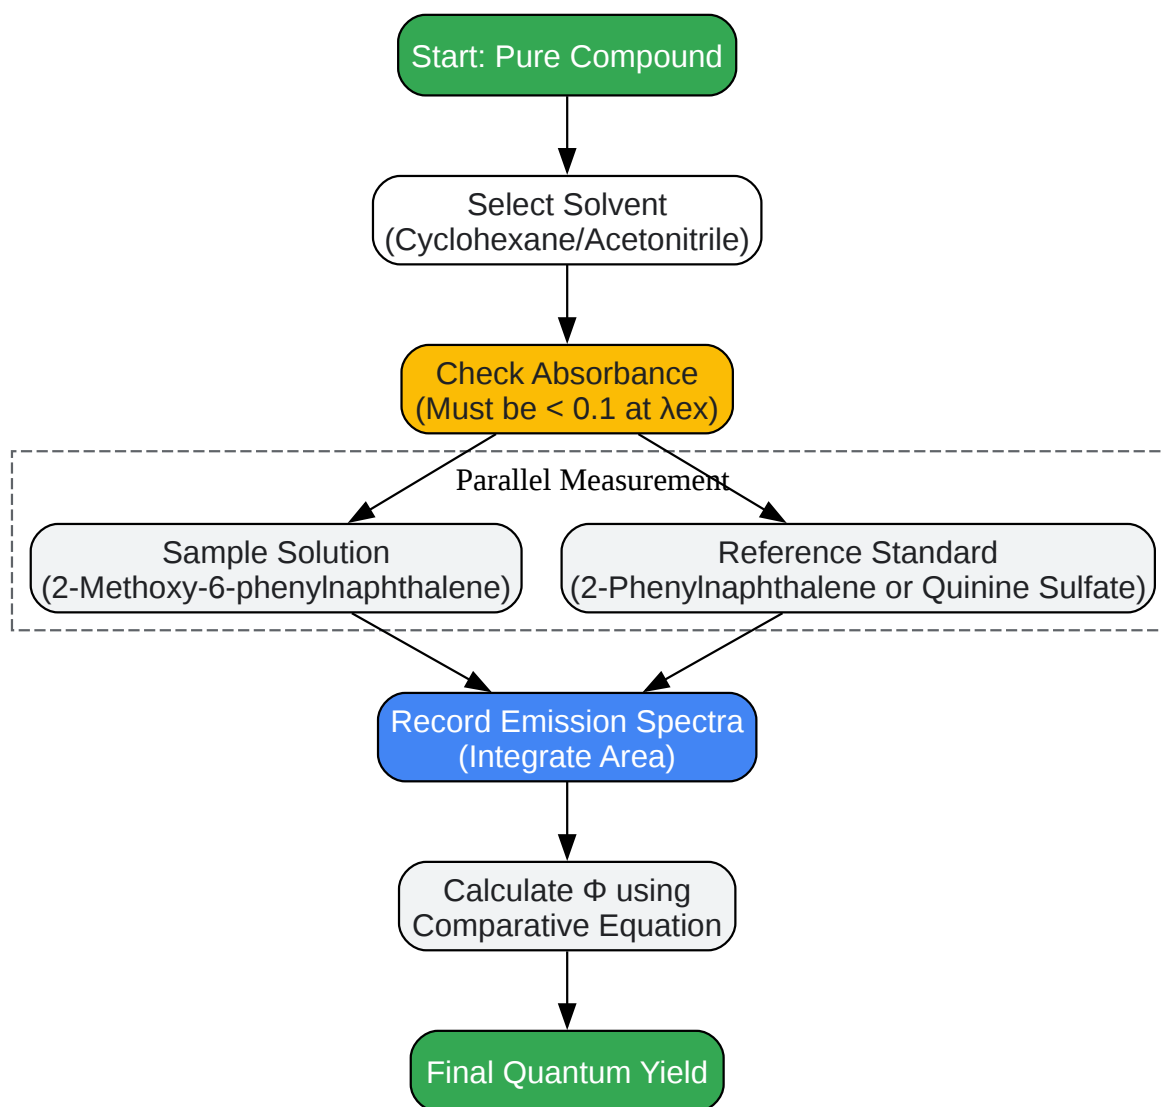 Start: Pure Compound
Select Solvent
(Cyclohexane/Acetonitrile)
Check Absorbance
(Must be < 0.1 at λex)
Parallel Measurement
Sample Solution
(2-Methoxy-6-phenylnaphthalene)
Reference Standard
(2-Phenylnaphthalene or Quinine Sulfate)
Record Emission Spectra
(Integrate Area)
Calculate Φ using
Comparative Equation
Final Quantum Yield